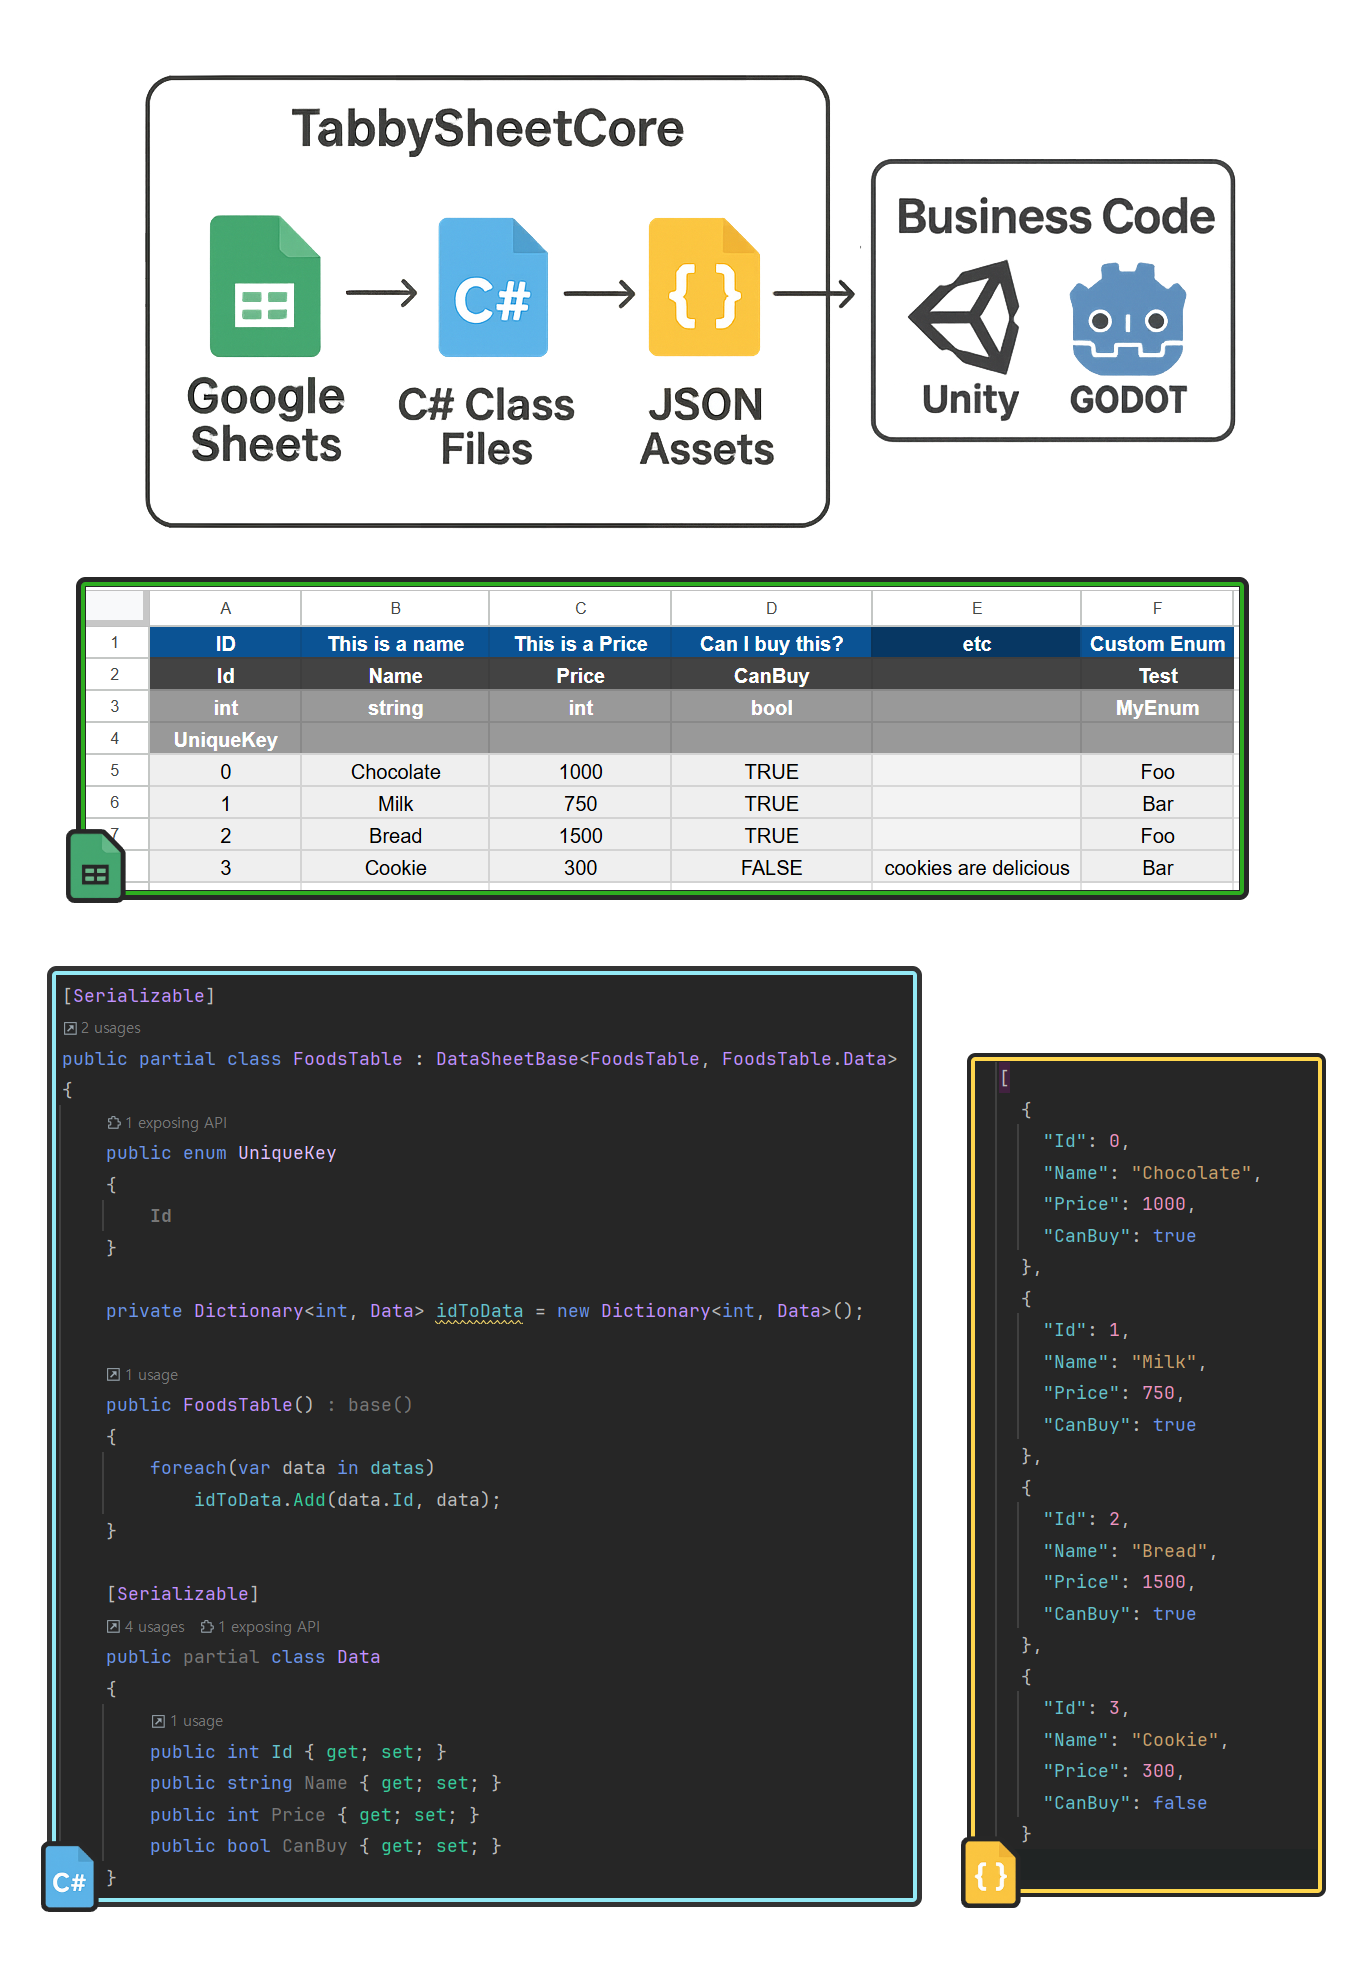 TabbySheetCore
Google Sheets
C#
C# Class Files
{ }
JSON Assets
Business Code
Unity
GODOT
A B C D E F
1 ID This is a name This is a Price Can I buy this? etc Custom Enum
2 Id Name Price CanBuy Test
3 int string int bool MyEnum
4 UniqueKey
5 0 Chocolate 1000 TRUE Foo
6 1 Milk 750 TRUE Bar
7 2 Bread 1500 TRUE Foo
3 Cookie 300 FALSE cookies are delicious Bar
[Serializable]
2 usages
public partial class FoodsTable : DataSheetBase<FoodsTable, FoodsTable.Data>
{
1 exposing API
public enum UniqueKey
{
Id
}
private Dictionary<int, Data> idToData = new Dictionary<int, Data>();
1 usage
public FoodsTable() : base()
{
foreach(var data in datas)
idToData.Add(data.Id, data);
}
[Serializable]
4 usages 1 exposing API
public partial class Data
{
1 usage
public int Id { get; set; }
public string Name { get; set; }
public int Price { get; set; }
public bool CanBuy { get; set; }
}
C#
[
{
"Id": 0,
"Name": "Chocolate",
"Price": 1000,
"CanBuy": true
},
{
"Id": 1,
"Name": "Milk",
"Price": 750,
"CanBuy": true
},
{
"Id": 2,
"Name": "Bread",
"Price": 1500,
"CanBuy": true
},
{
"Id": 3,
"Name": "Cookie",
"Price": 300,
"CanBuy": false
}
{ }